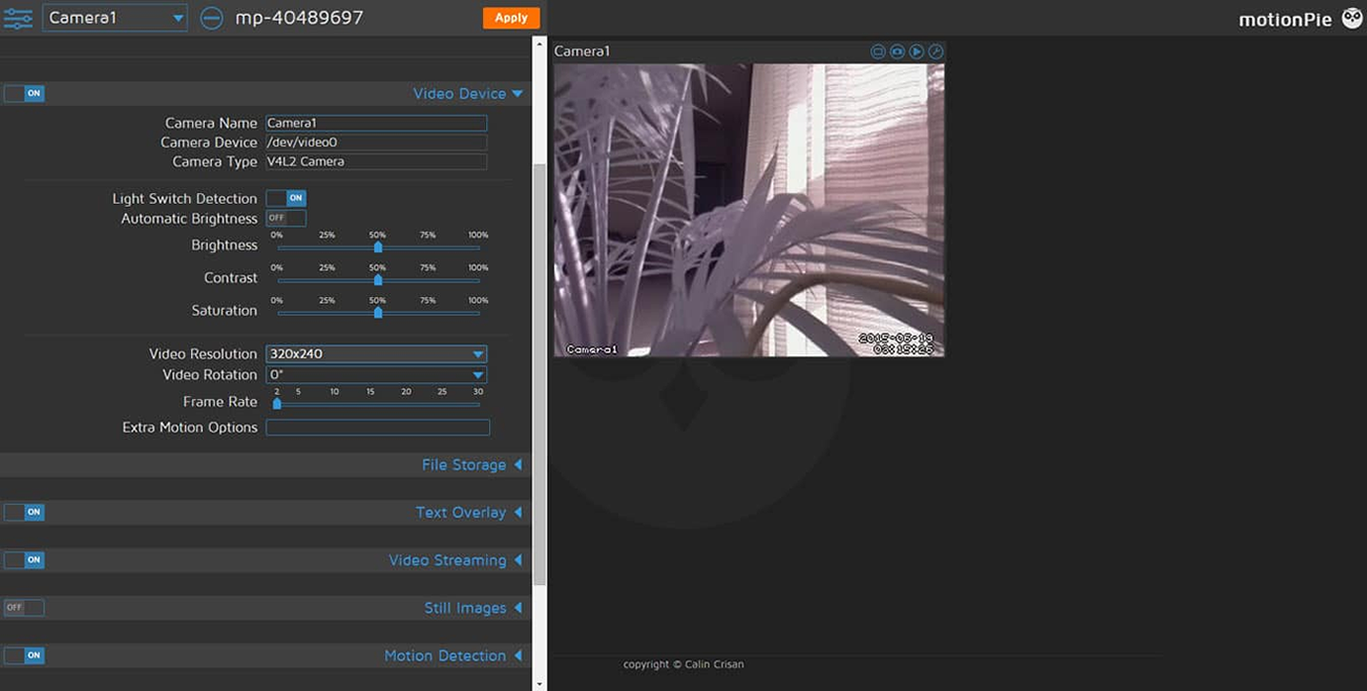 Camera1 mp-40489697 Apply motionPie
Camera1
ON Video Device
Camera Name Camera1
Camera Device /dev/video0
Camera Type V4L2 Camera
Light Switch Detection ON
Automatic Brightness OFF
0% 25% 50% 75% 100%
Brightness
0% 25% 50% 75% 100%
Contrast
0% 25% 50% 75% 100%
Saturation
Video Resolution 320x240
Video Rotation 0°
2 5 10 15 20 25 30
Frame Rate
Extra Motion Options
File Storage
ON Text Overlay
ON Video Streaming
OFF Still Images
ON Motion Detection
Camera1
2015-06-19
copyright © Calin Crisan